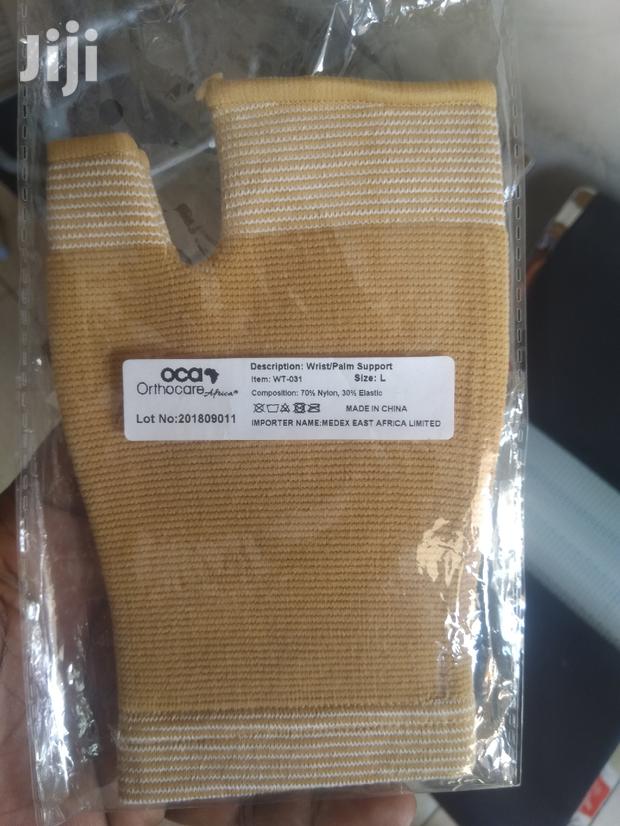 Jiji
oca
Orthocare Africa®
Lot No:201809011
Description: Wrist/Palm Support
Item: WT-031 Size: L
Composition: 70% Nylon, 30% Elastic
MADE IN CHINA
IMPORTER NAME:MEDEX EAST AFRICA LIMITED